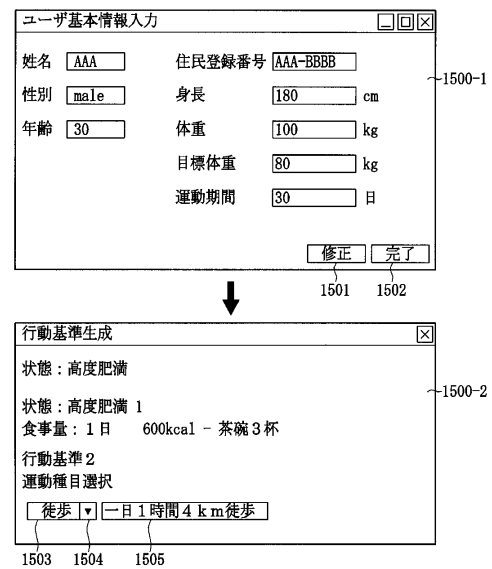 ユーザ基本情報入力
姓名 AAA 住民登録番号 AAA-BBBB
1500-1
性別 male 身長 180 cm
年齢 30 体重 100 kg
目標体重 80 kg
運動期間 30 日
修正 完了
1501 1502
行動基準生成
状態：高度肥満
1500-2
状態：高度肥満 1
食事量：1日 600kcal - 茶碗3杯
行動基準2
運動種目選択
徒歩 ▼ 一日1時間4km徒歩
1503 1504 1505